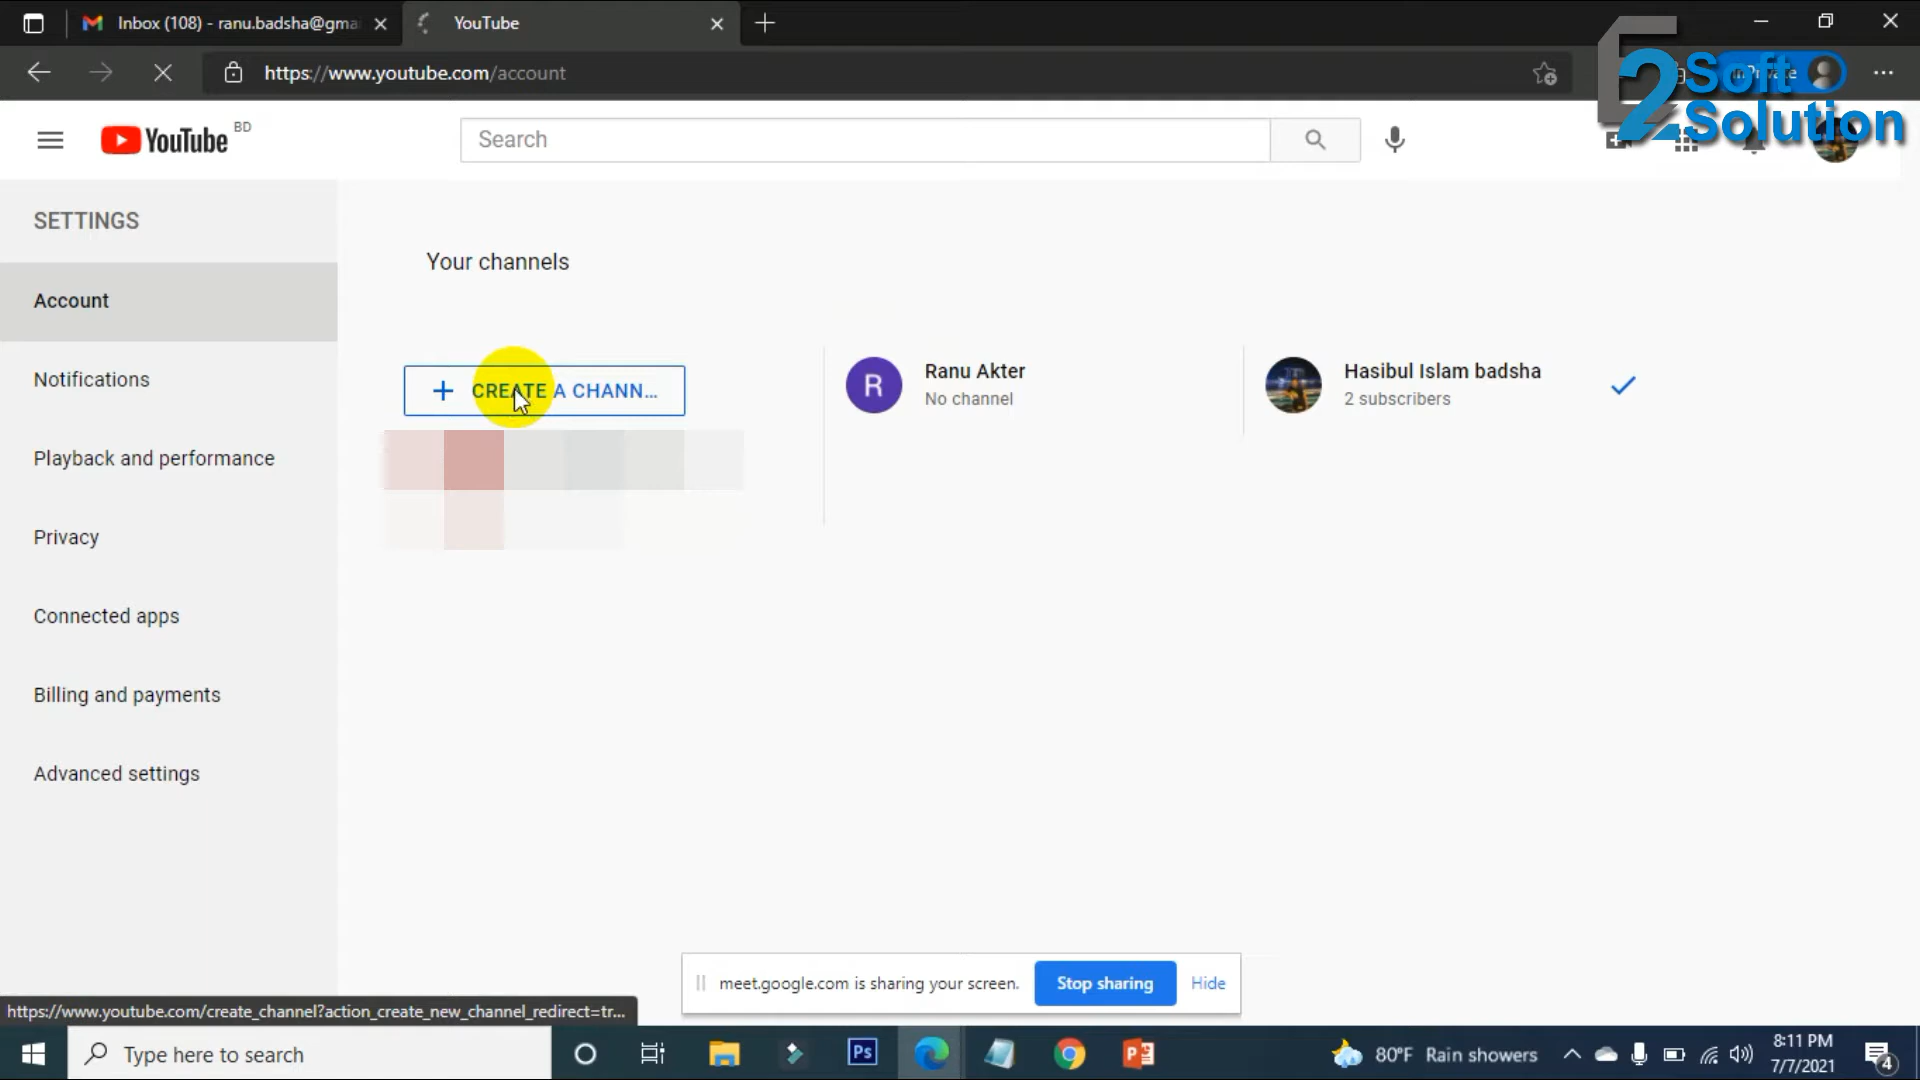 Inbox (108) - ranu.badsha@gma
YouTube
https://www.youtube.com/account
Soft
Solution
YouTube BD
Search
SETTINGS
Your channels
Account
CREATE A CHANN...
Ranu Akter
No channel
R
Hasibul Islam badsha
2 subscribers
Notifications
Playback and performance
Privacy
Connected apps
Billing and payments
Advanced settings
meet.google.com is sharing your screen.
Stop sharing
Hide
https://www.youtube.com/create_channel?action_create_new_channel_redirect=tr...
Type here to search
Ps
80°F Rain showers
8:11 PM
7/7/2021
4